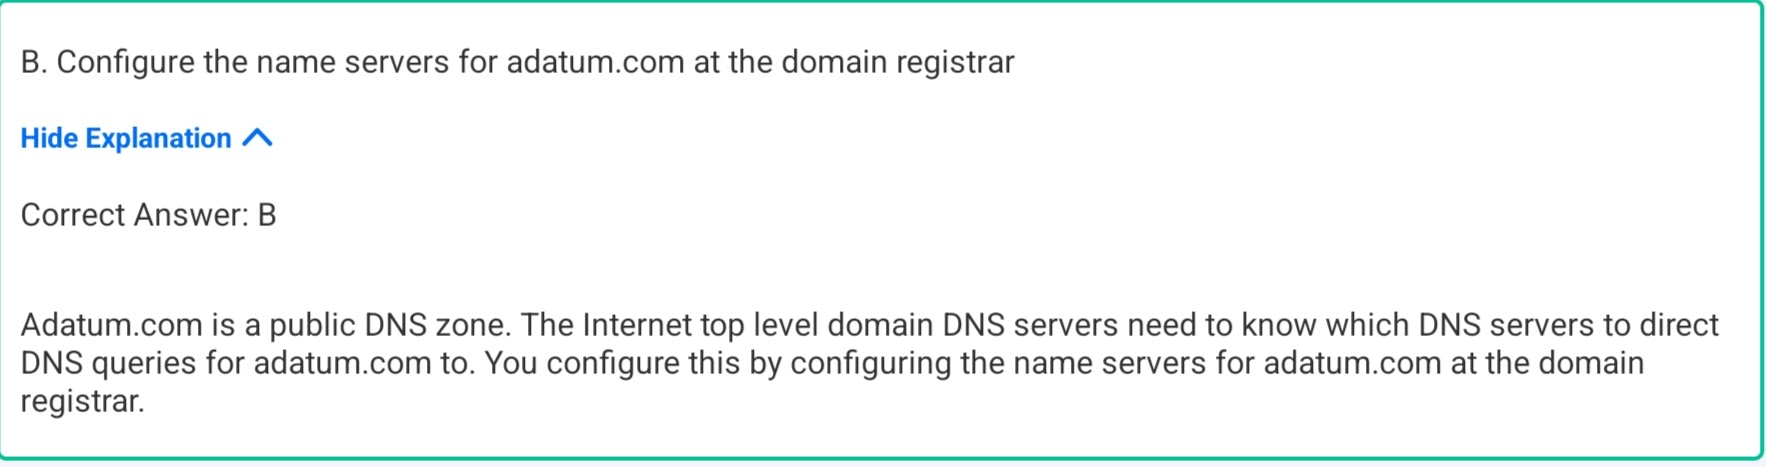 B. Configure the name servers for adatum.com at the domain registrar
Hide Explanation
Correct Answer: B
Adatum.com is a public DNS zone. The Internet top level domain DNS servers need to know which DNS servers to direct
DNS queries for adatum.com to. You configure this by configuring the name servers for adatum.com at the domain
registrar.